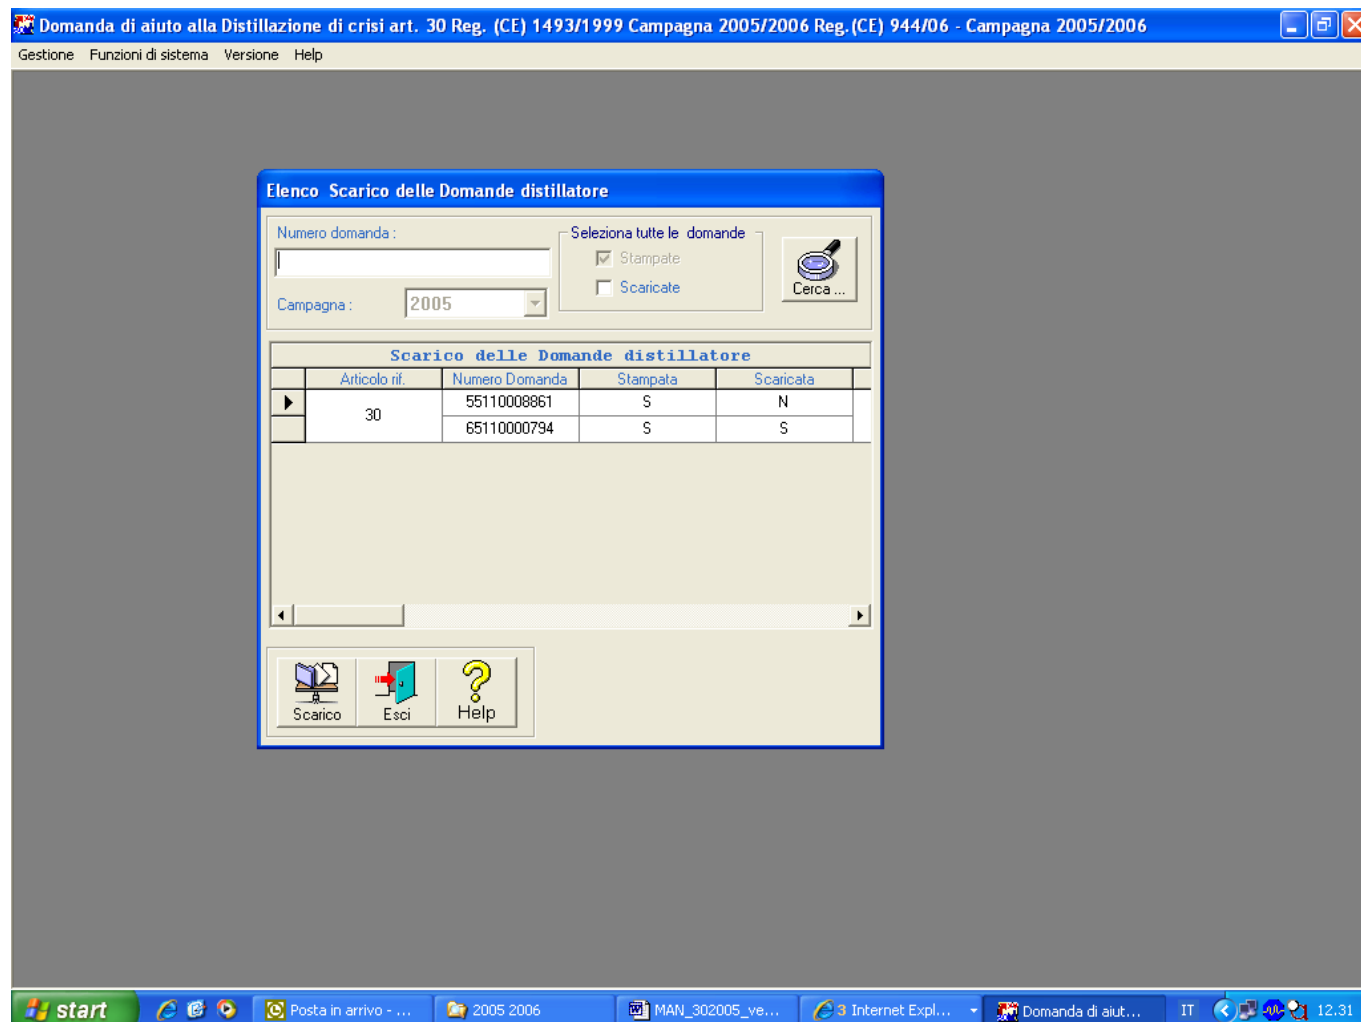 Domanda di aiuto alla Distillazione di crisi art. 30 Reg. (CE) 1493/1999 Campagna 2005/2006 Reg.(CE) 944/06 - Campagna 2005/2006
Gestione Funzioni di sistema Versione Help
Elenco Scarico delle Domande distillatore
Numero domanda :
Seleziona tutte le domande
Stampate
Scaricate
Cerca ...
Campagna : 2005
Scarico delle Domande distillatore
Articolo rif. Numero Domanda Stampata Scaricata
30
55110008861 S N
65110000794 S S
Scarico Esci Help
start Posta in arrivo - ... 2005 2006 MAN_302005_ve... 3 Internet Expl... Domanda di aiut... IT 12.31